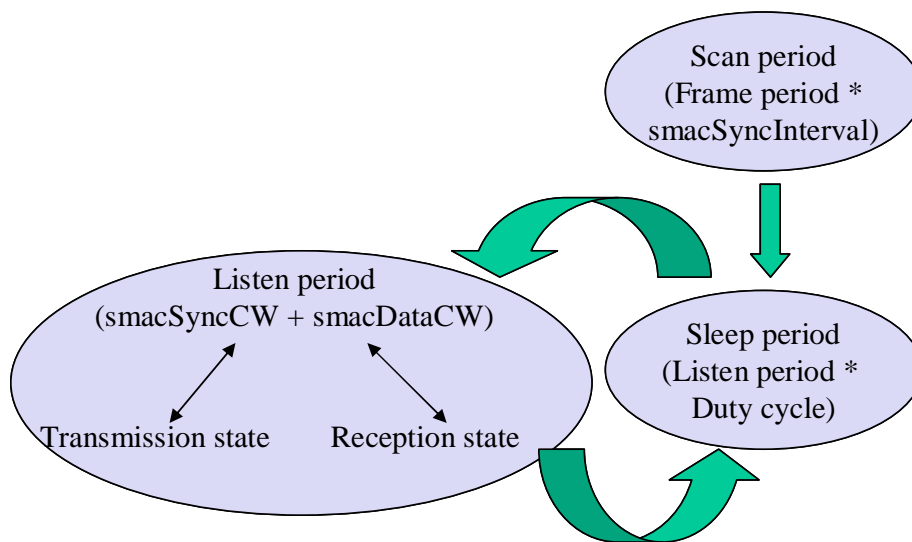 Scan period
(Frame period *
smacSyncInterval)
Listen period
(smacSyncCW + smacDataCW)
Transmission state
Reception state
Sleep period
(Listen period *
Duty cycle)